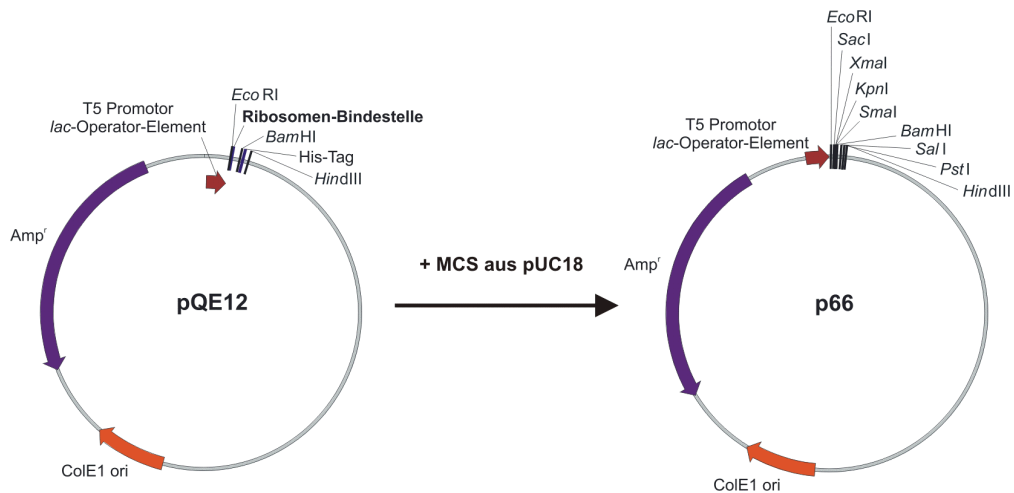 EcoRI
SacI
XmaI
KpnI
SmaI
BamHI
SalI
PstI
HindIII
T5 Promotor
lac-Operator-Element
Ampʳ
p66
ColE1 ori
+ MCS aus pUC18
EcoRI
Ribosomen-Bindestelle
BamHI
His-Tag
HindIII
T5 Promotor
lac-Operator-Element
Ampʳ
pQE12
ColE1 ori